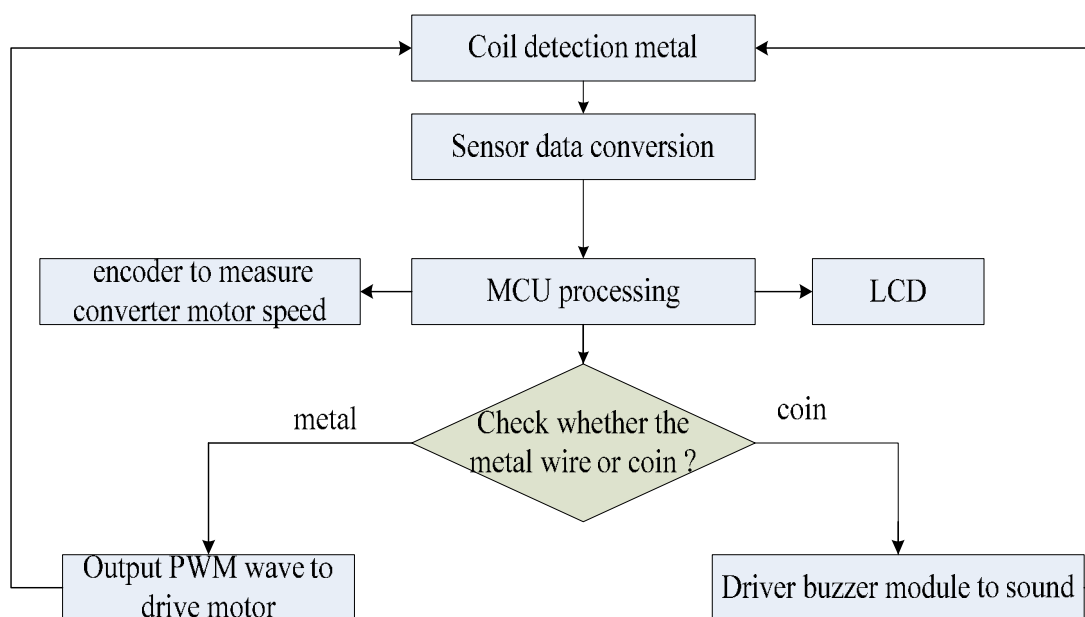 Coil detection metal
Sensor data conversion
encoder to measure
converter motor speed
MCU processing
LCD
metal
coin
Check whether the
metal wire or coin ?
Output PWM wave to
drive motor
Driver buzzer module to sound